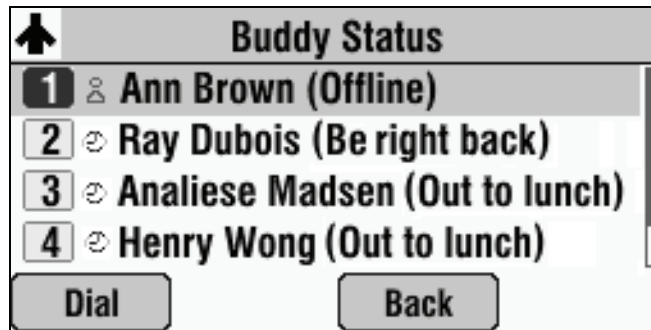 Buddy Status
1 Ann Brown (Offline)
2 Ray Dubois (Be right back)
3 Analiese Madsen (Out to lunch)
4 Henry Wong (Out to lunch)
Dial Back